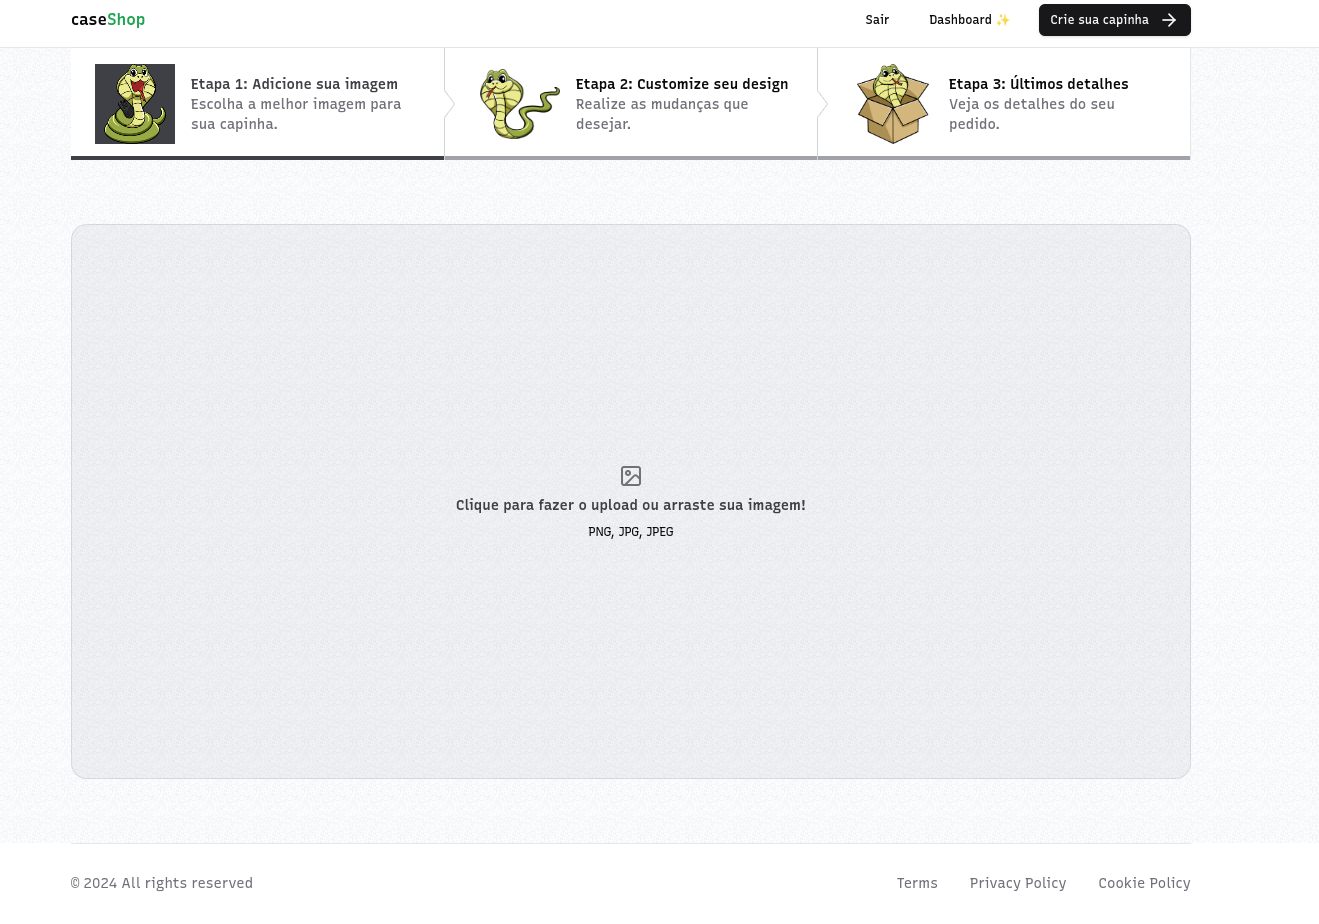 caseShop
Sair
Dashboard ✨
Crie sua capinha
Etapa 1: Adicione sua imagem
Escolha a melhor imagem para
sua capinha.
Etapa 2: Customize seu design
Realize as mudanças que
desejar.
Etapa 3: Últimos detalhes
Veja os detalhes do seu
pedido.
Clique para fazer o upload ou arraste sua imagem!
PNG, JPG, JPEG
© 2024 All rights reserved
Terms
Privacy Policy
Cookie Policy